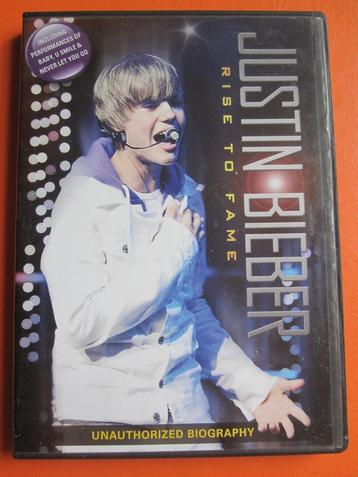 INCLUDING
PERFORMANCES OF
BABY, U SMILE &
NEVER LET YOU GO
JUSTIN BIEBER
RISE TO FAME
UNAUTHORIZED BIOGRAPHY